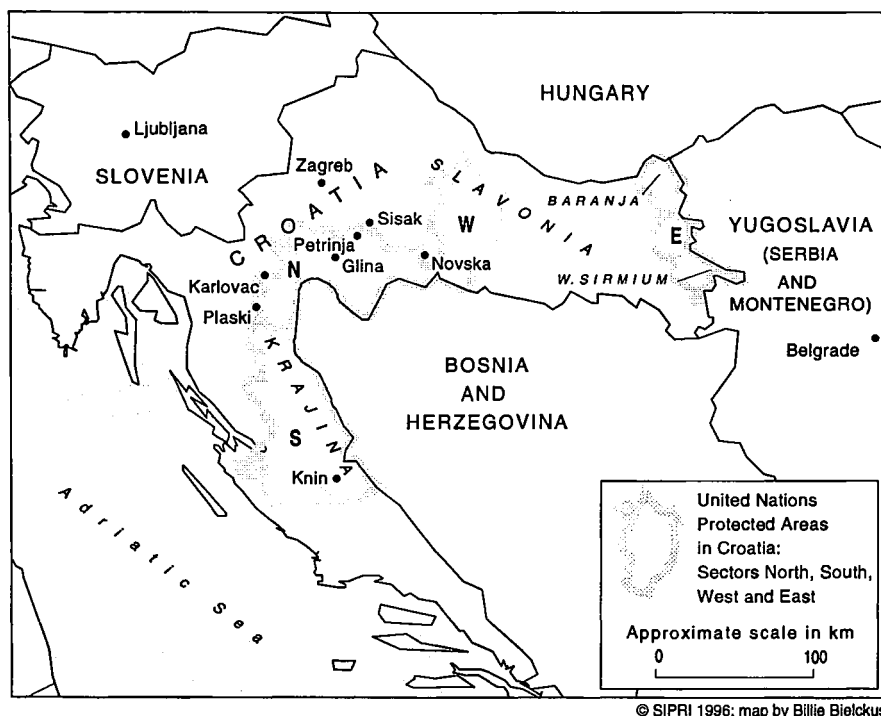 HUNGARY
Ljubljana
SLOVENIA
Zagreb
CROATIA
SLAVONIA
BARANJA
W
E
YUGOSLAVIA
(SERBIA
AND
MONTENEGRO)
Sisak
Petrinja
Glina
N
Novska
W. SIRMIUM
Karlovac
Plaski
Belgrade
KRAJINA
BOSNIA
AND
HERZEGOVINA
S
Knin
Adriatic Sea
United Nations
Protected Areas
in Croatia:
Sectors North, South,
West and East
Approximate scale in km
0 100
© SIPRI 1996; map by Billie Bielckus